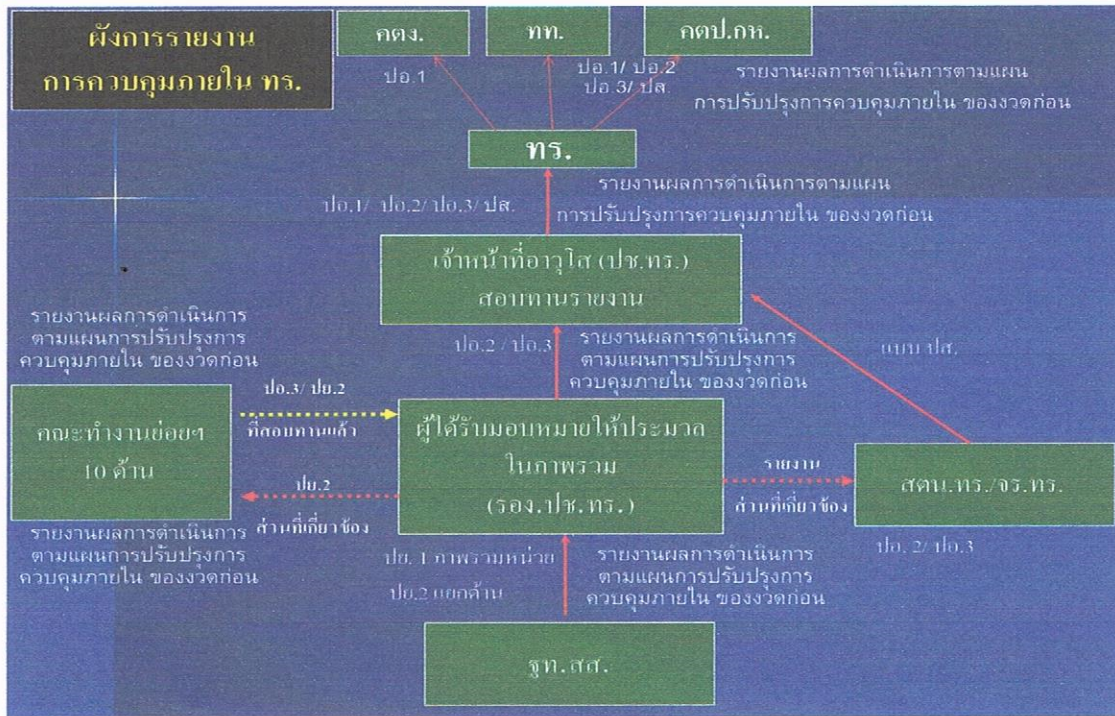 ผังการรายงาน
การควบคุมภายใน ทร.
คตง.
ทท.
คตป.กห.
ปอ.1
ปอ.1/ ปอ.2
ปอ.3/ ปส.
รายงานผลการดำเนินการตามแผน
การปรับปรุงการควบคุมภายใน ของงวดก่อน
ทร.
ปอ.1/ ปอ.2/ ปอ.3/ ปส.
รายงานผลการดำเนินการตามแผน
การปรับปรุงการควบคุมภายใน ของงวดก่อน
เจ้าหน้าที่อาวุโส (ปช.ทร.)
สอบทานรายงาน
รายงานผลการดำเนินการ
ตามแผนการปรับปรุงการ
ควบคุมภายใน ของงวดก่อน
ปอ.2 / ปอ.3
รายงานผลการดำเนินการ
ตามแผนการปรับปรุงการ
ควบคุมภายใน ของงวดก่อน
แบบ ปส.
คณะทำงานย่อยฯ
10 ด้าน
ปอ.3/ ปย.2
ที่สอบทานแล้ว
ปย.2
ส่วนที่เกี่ยวข้อง
ผู้ได้รับมอบหมายให้ประมวล
ในภาพรวม
(รอง.ปช.ทร.)
รายงาน
ส่วนที่เกี่ยวข้อง
สตน.ทร./จร.ทร.
ปอ. 2/ ปอ.3
รายงานผลการดำเนินการ
ตามแผนการปรับปรุงการ
ควบคุมภายใน ของงวดก่อน
ปย. 1 ภาพรวมหน่วย
ปย.2 แยกด้าน
รายงานผลการดำเนินการ
ตามแผนการปรับปรุงการ
ควบคุมภายใน ของงวดก่อน
ฐท.สส.